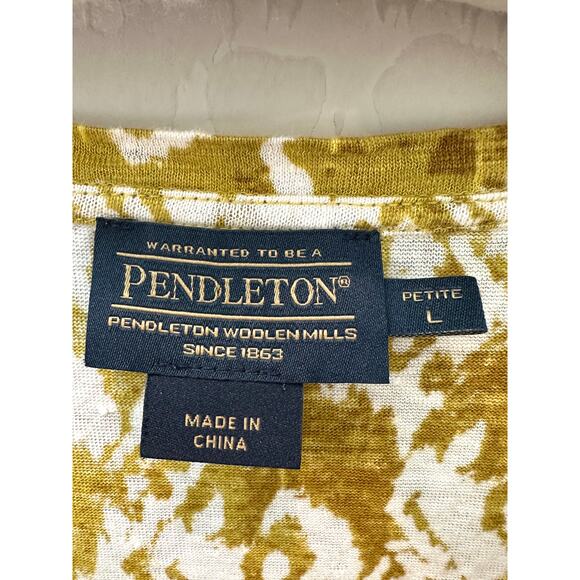 WARRANTED TO BE A
PENDLETON®
PENDLETON WOOLEN MILLS
SINCE 1863
PETITE
L
MADE IN
CHINA